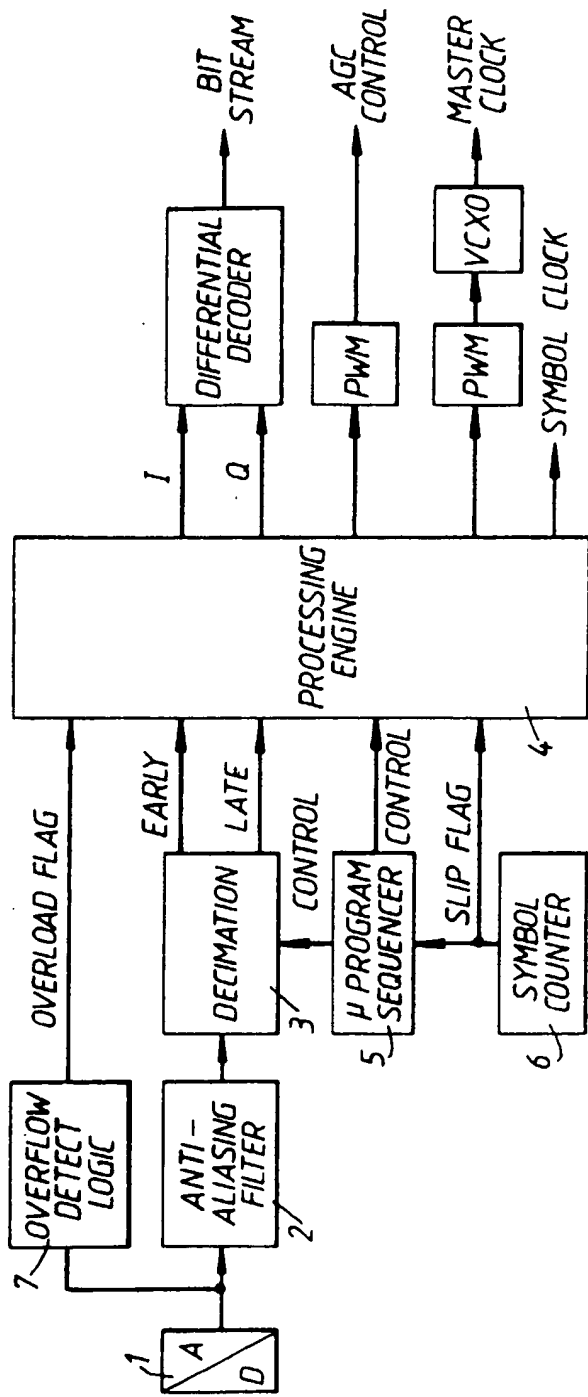 1
A
D
7
OVERFLOW
DETECT
LOGIC
OVERLOAD FLAG
ANTI-
ALIASING
FILTER
2
DECIMATION
3
EARLY
LATE
CONTROL
μ PROGRAM
SEQUENCER
5
CONTROL
SLIP FLAG
SYMBOL
COUNTER
6
PROCESSING
ENGINE
4
I
Q
DIFFERENTIAL
DECODER
BIT
STREAM
PWM
AGC
CONTROL
PWM
VCXO
MASTER
CLOCK
SYMBOL CLOCK